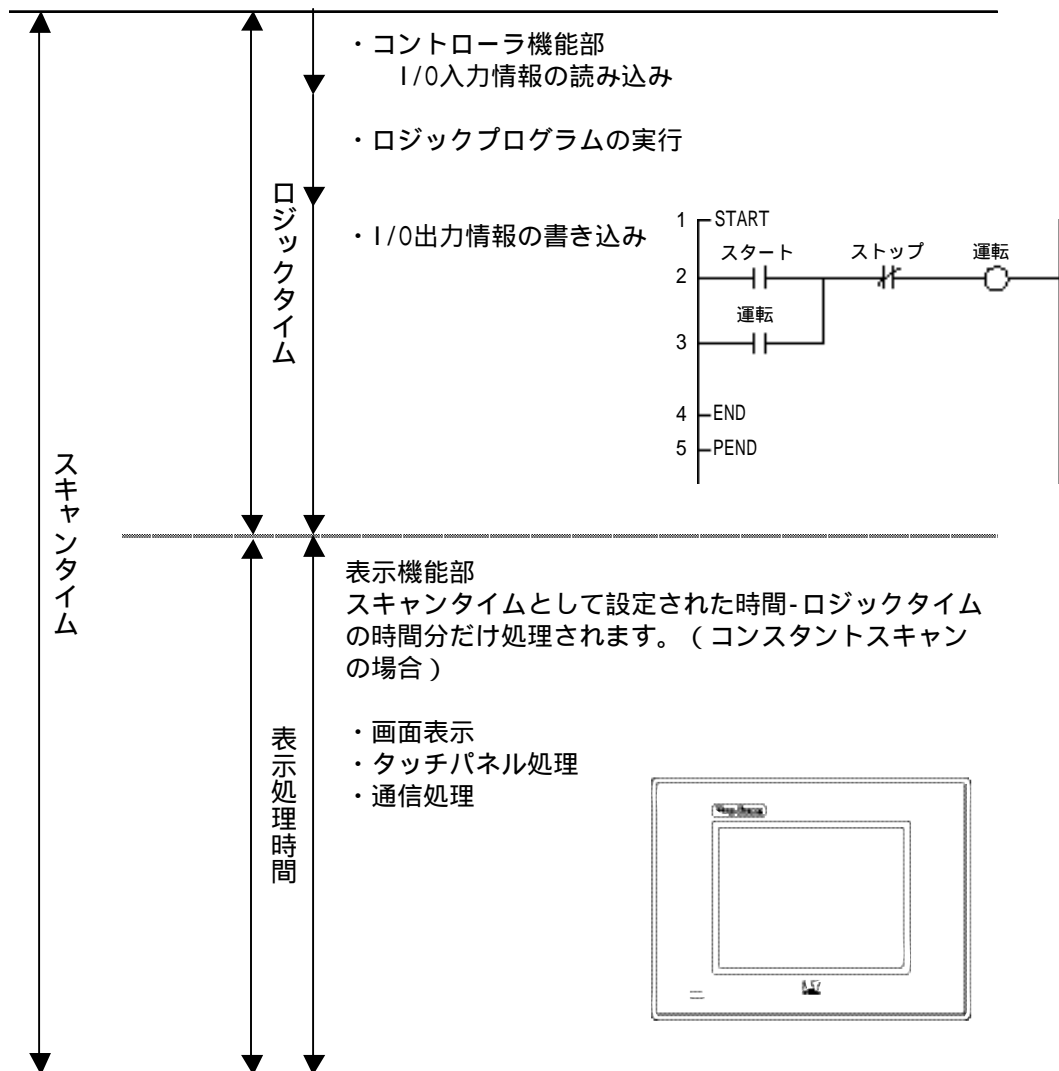 ・コントローラ機能部
I/O入力情報の読み込み
・ロジックプログラムの実行
・I/O出力情報の書き込み
ロジックタイム
1 START
スタート ストップ 運転
2
運転
3
4 END
5 PEND
スキャンタイム
表示機能部
スキャンタイムとして設定された時間-ロジックタイム
の時間分だけ処理されます。(コンスタントスキャン
の場合)
表示処理時間
・画面表示
・タッチパネル処理
・通信処理